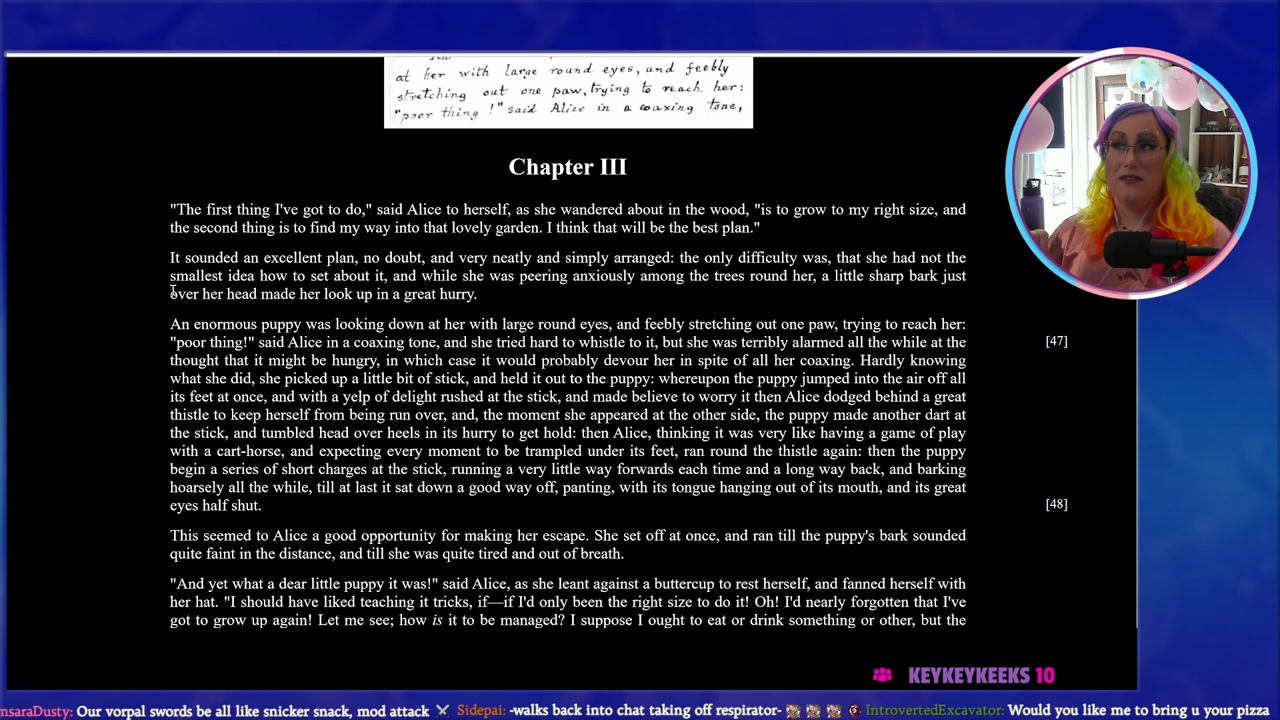 at her with large round eyes, and feebly
stretching out one paw, trying to reach her:
"poor thing!" said Alice in a coaxing tone,
Chapter III
"The first thing I've got to do," said Alice to herself, as she wandered about in the wood, "is to grow to my right size, and
the second thing is to find my way into that lovely garden. I think that will be the best plan."
It sounded an excellent plan, no doubt, and very neatly and simply arranged: the only difficulty was, that she had not the
smallest idea how to set about it, and while she was peering anxiously among the trees round her, a little sharp bark just
over her head made her look up in a great hurry.
An enormous puppy was looking down at her with large round eyes, and feebly stretching out one paw, trying to reach her:
"poor thing!" said Alice in a coaxing tone, and she tried hard to whistle to it, but she was terribly alarmed all the while at the
[47]
thought that it might be hungry, in which case it would probably devour her in spite of all her coaxing. Hardly knowing
what she did, she picked up a little bit of stick, and held it out to the puppy: whereupon the puppy jumped into the air off all
its feet at once, and with a yelp of delight rushed at the stick, and made believe to worry it then Alice dodged behind a great
thistle to keep herself from being run over, and, the moment she appeared at the other side, the puppy made another dart at
the stick, and tumbled head over heels in its hurry to get hold: then Alice, thinking it was very like having a game of play
with a cart-horse, and expecting every moment to be trampled under its feet, ran round the thistle again: then the puppy
begin a series of short charges at the stick, running a very little way forwards each time and a long way back, and barking
hoarsely all the while, till at last it sat down a good way off, panting, with its tongue hanging out of its mouth, and its great
eyes half shut.
[48]
This seemed to Alice a good opportunity for making her escape. She set off at once, and ran till the puppy's bark sounded
quite faint in the distance, and till she was quite tired and out of breath.
"And yet what a dear little puppy it was!" said Alice, as she leant against a buttercup to rest herself, and fanned herself with
her hat. "I should have liked teaching it tricks, if—if I'd only been the right size to do it! Oh! I'd nearly forgotten that I've
got to grow up again! Let me see; how is it to be managed? I suppose I ought to eat or drink something or other, but the
KEYKEYKEEKS 10
msaraDusty: Our vorpal swords be all like snicker snack, mod attack Sidepai: -walks back into chat taking off respirator- IntrovertedExcavator: Would you like me to bring u your pizza